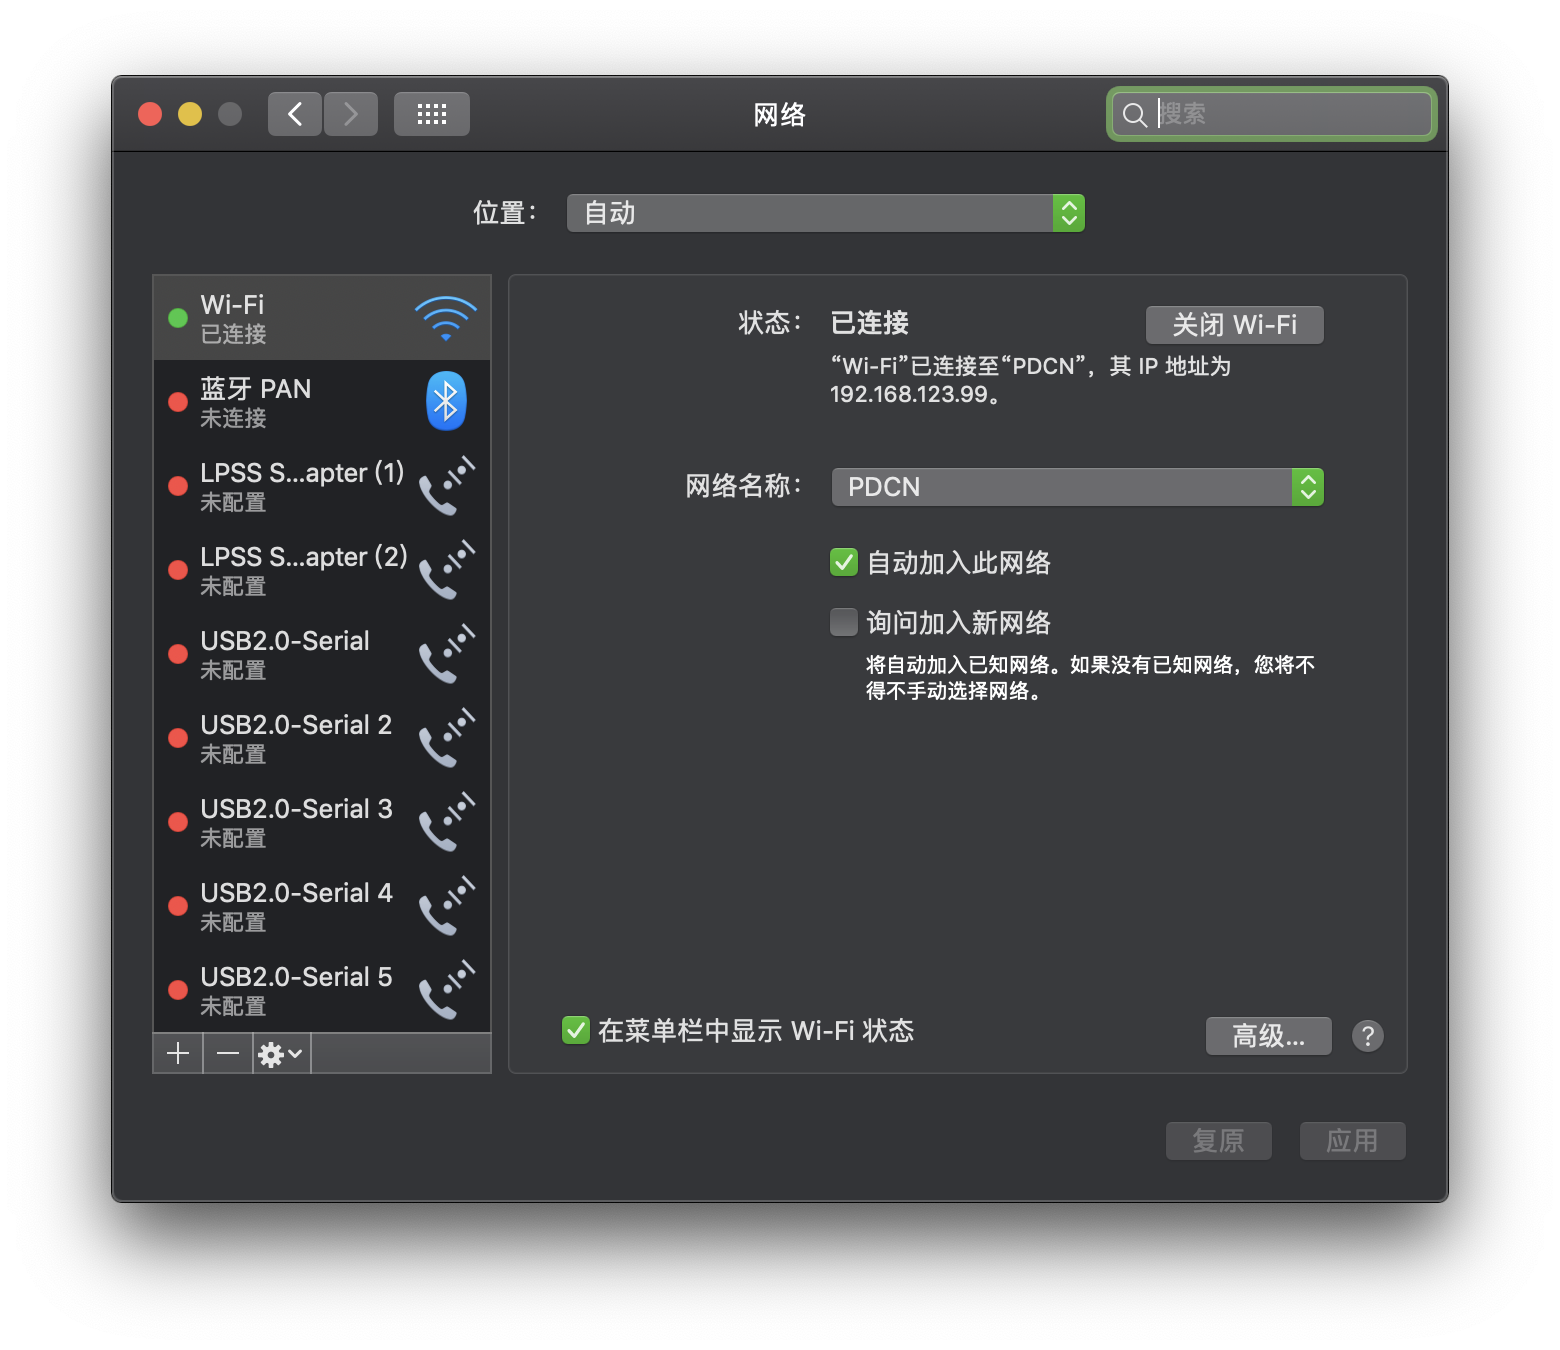 网络
搜索
位置：
自动
Wi-Fi
已连接
蓝牙 PAN
未连接
LPSS S...apter (1)
未配置
LPSS S...apter (2)
未配置
USB2.0-Serial
未配置
USB2.0-Serial 2
未配置
USB2.0-Serial 3
未配置
USB2.0-Serial 4
未配置
USB2.0-Serial 5
未配置
状态：
已连接
关闭 Wi-Fi
“Wi-Fi”已连接至“PDCN”，其 IP 地址为
192.168.123.99。
网络名称：
PDCN
自动加入此网络
询问加入新网络
将自动加入已知网络。如果没有已知网络，您将不
得不手动选择网络。
在菜单栏中显示 Wi-Fi 状态
高级...
?
复原
应用